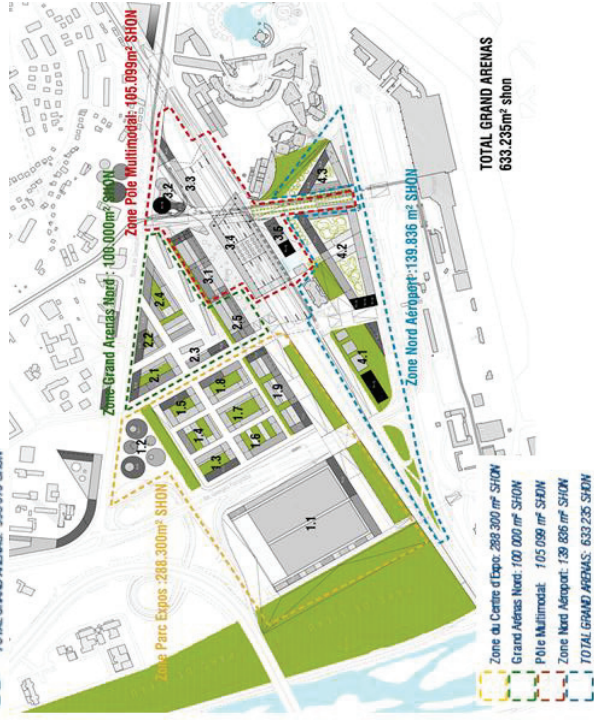 Zone Pôle Multimodal: 105.099m² SHON
Zone Grand Arenas Nord : 100.000m² SHON
Zone Parc Expos :288.300m² SHON
Zone Nord Aéroport :139.836 m² SHON
TOTAL GRAND ARENAS
633.235m² shon
1.1
1.2
1.3
1.4
1.5
1.6
1.7
1.8
1.9
2.1
2.2
2.3
2.4
2.5
3.1
3.2
3.3
3.4
3.5
4.1
4.2
4.3
Zone du Centre d'Expo: 288 300 m² SHON
Grand Arénas Nord: 100 000 m² SHON
Pôle Multimodal: 105 099 m² SHON
Zone Nord Aéroport: 139 836 m² SHON
TOTAL GRAND ARENAS: 633 235 SHON